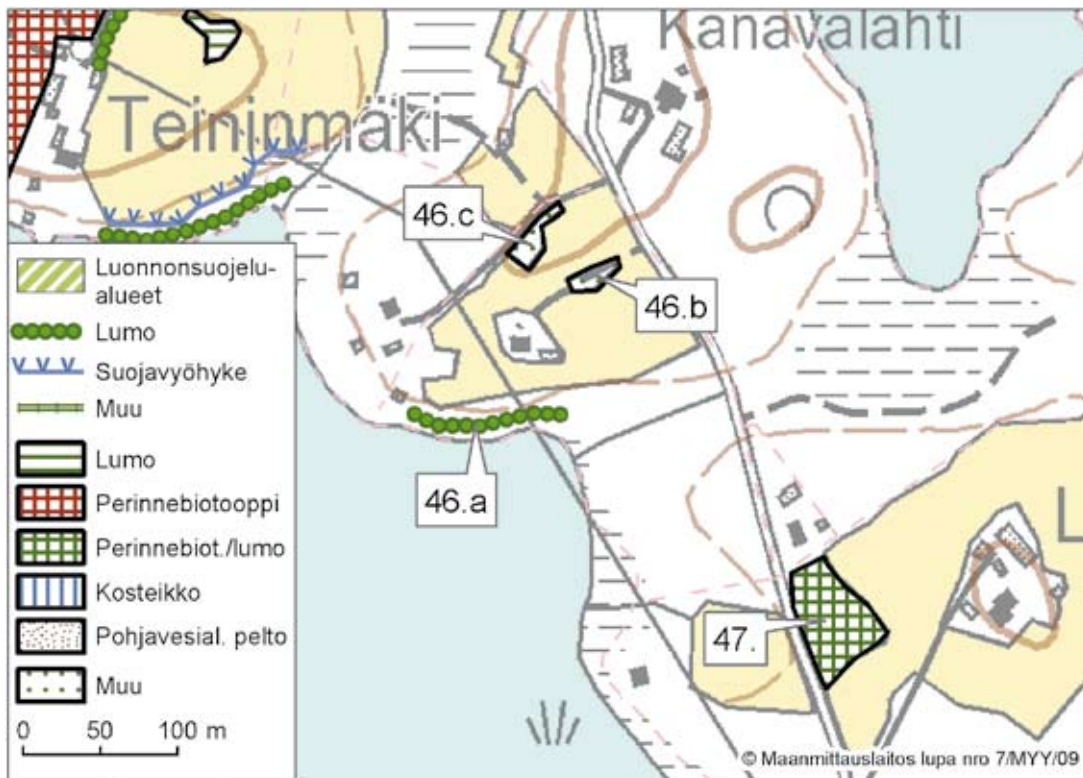 Kanavalahti
Teininmäki
46.c
46.b
46.a
47.
L
Luonnonsuojelu-
alueet
Lumo
Suojavyöhyke
Muu
Lumo
Perinnebiotooppi
Perinnebiot./lumo
Kosteikko
Pohjavesial. pelto
Muu
0 50 100 m
© Maanmittauslaitos lupa nro 7/MYY/09